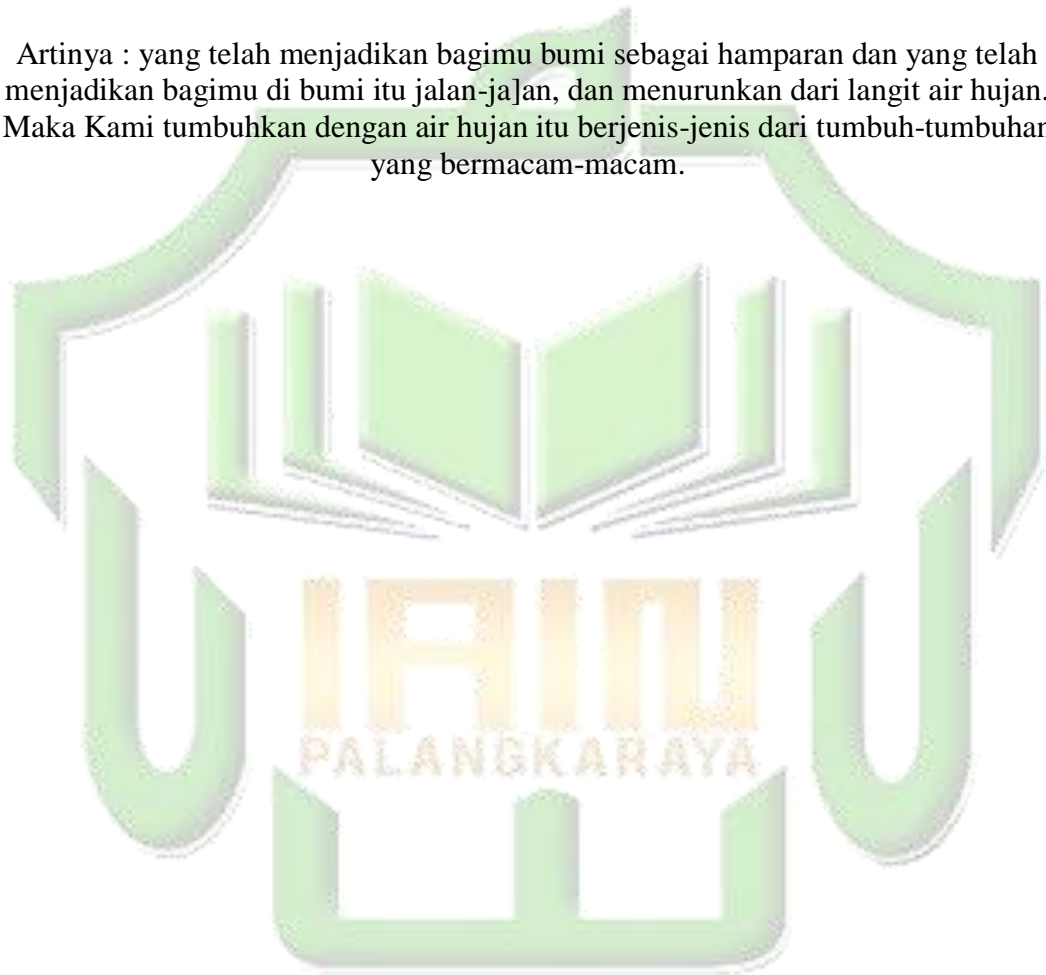 Artinya : yang telah menjadikan bagimu bumi sebagai hamparan dan yang telah
menjadikan bagimu di bumi itu jalan-ja]an, dan menurunkan dari langit air hujan.
Maka Kami tumbuhkan dengan air hujan itu berjenis-jenis dari tumbuh-tumbuhan
yang bermacam-macam.
IAIN
PALANGKARAYA